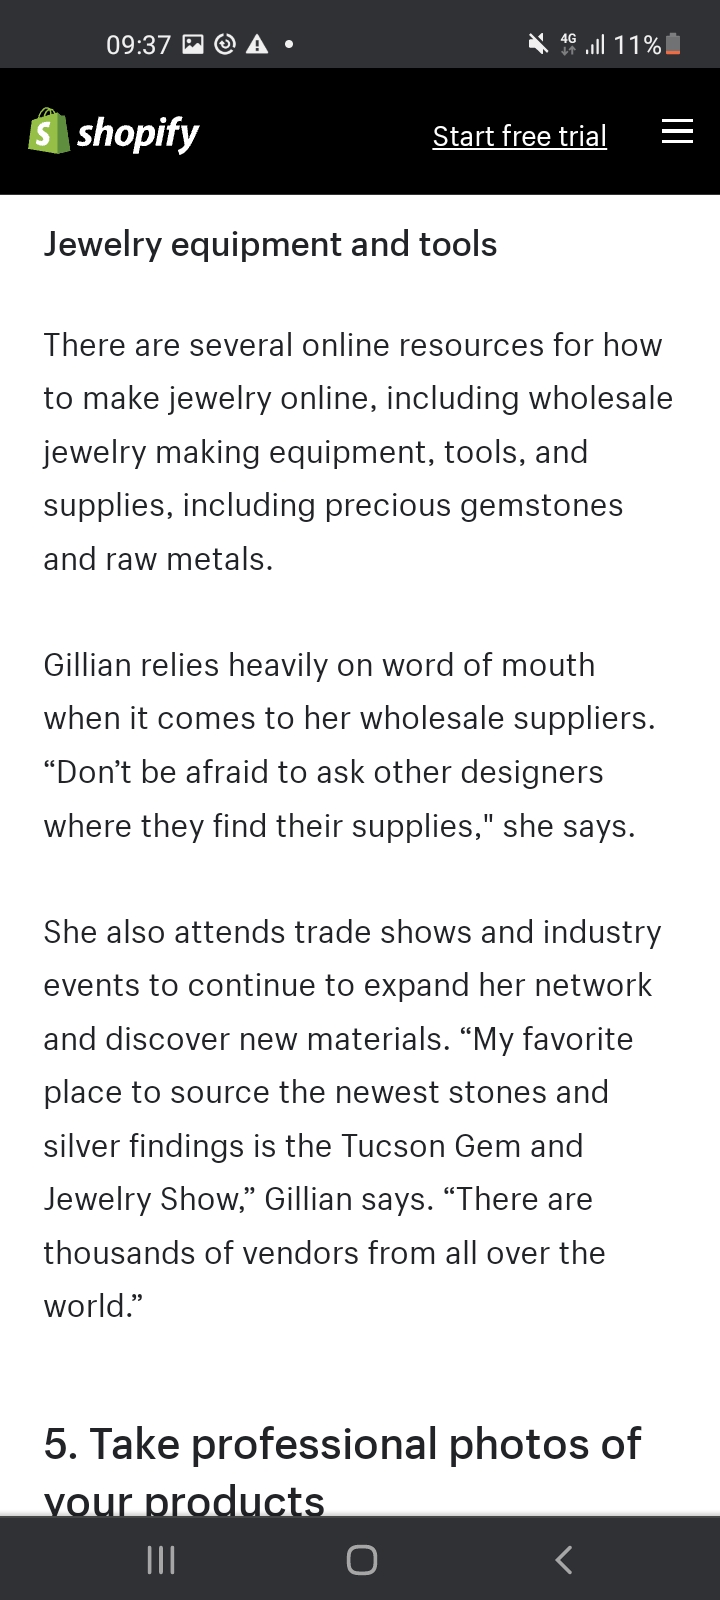 09:37 4G 11%
shopify Start free trial
Jewelry equipment and tools
There are several online resources for how
to make jewelry online, including wholesale
jewelry making equipment, tools, and
supplies, including precious gemstones
and raw metals.
Gillian relies heavily on word of mouth
when it comes to her wholesale suppliers.
“Don’t be afraid to ask other designers
where they find their supplies," she says.
She also attends trade shows and industry
events to continue to expand her network
and discover new materials. “My favorite
place to source the newest stones and
silver findings is the Tucson Gem and
Jewelry Show,” Gillian says. “There are
thousands of vendors from all over the
world.”
5. Take professional photos of
your products